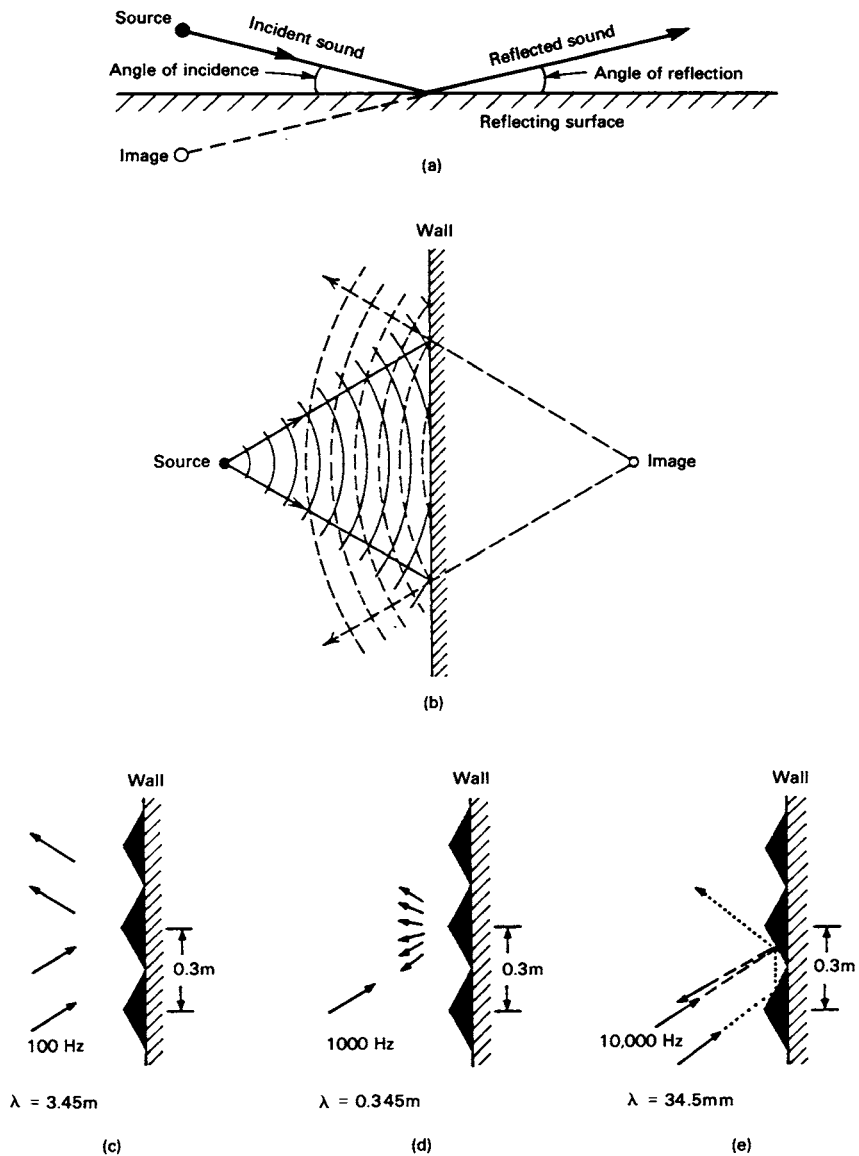 Source
Incident sound
Reflected sound
Angle of incidence
Angle of reflection
Reflecting surface
Image
(a)
Wall
Source
Image
(b)
Wall
Wall
Wall
0.3m
0.3m
0.3m
100 Hz
1000 Hz
10,000 Hz
λ = 3.45m
λ = 0.345m
λ = 34.5mm
(c)
(d)
(e)